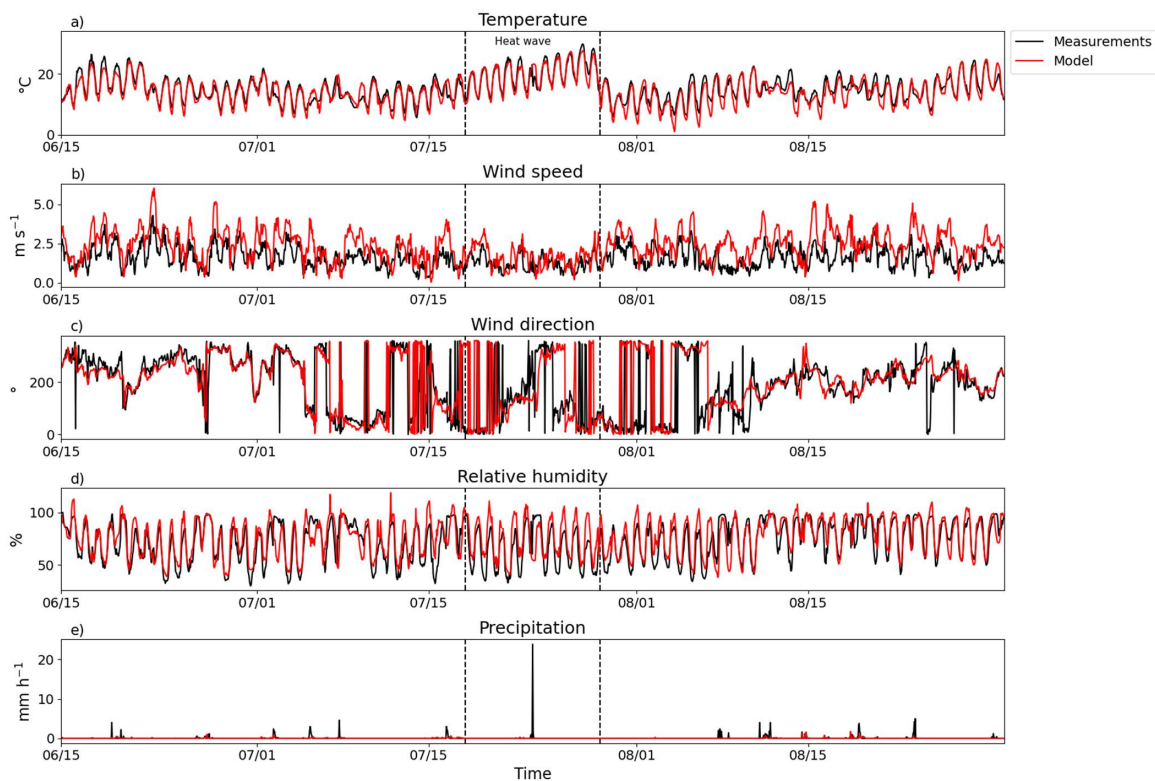 a) Temperature
Heat wave
Measurements
Model
°C
20
0
06/15 07/01 07/15 08/01 08/15
b) Wind speed
m s⁻¹
5.0
2.5
0.0
06/15 07/01 07/15 08/01 08/15
c) Wind direction
°
200
0
06/15 07/01 07/15 08/01 08/15
d) Relative humidity
%
100
50
06/15 07/01 07/15 08/01 08/15
e) Precipitation
mm h⁻¹
20
10
0
06/15 07/01 07/15 08/01 08/15
Time